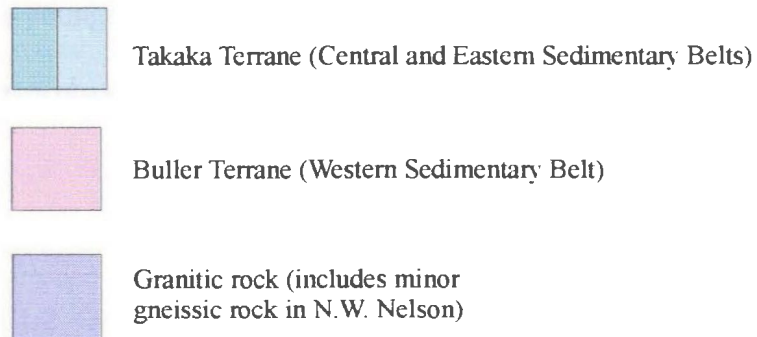 Takaka Terrane (Central and Eastern Sedimentary Belts)
Buller Terrane (Western Sedimentary Belt)
Granitic rock (includes minor
gneissic rock in N.W. Nelson)